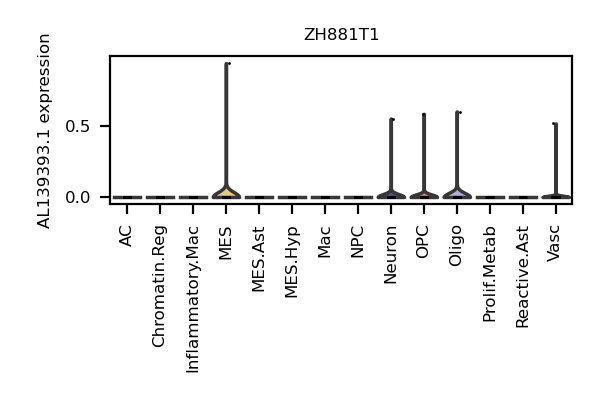 ZH881T1
AL139393.1 expression
0.5
0.0
AC
Chromatin.Reg
Inflammatory.Mac
MES
MES.Ast
MES.Hyp
Mac
NPC
Neuron
OPC
Oligo
Prolif.Metab
Reactive.Ast
Vasc